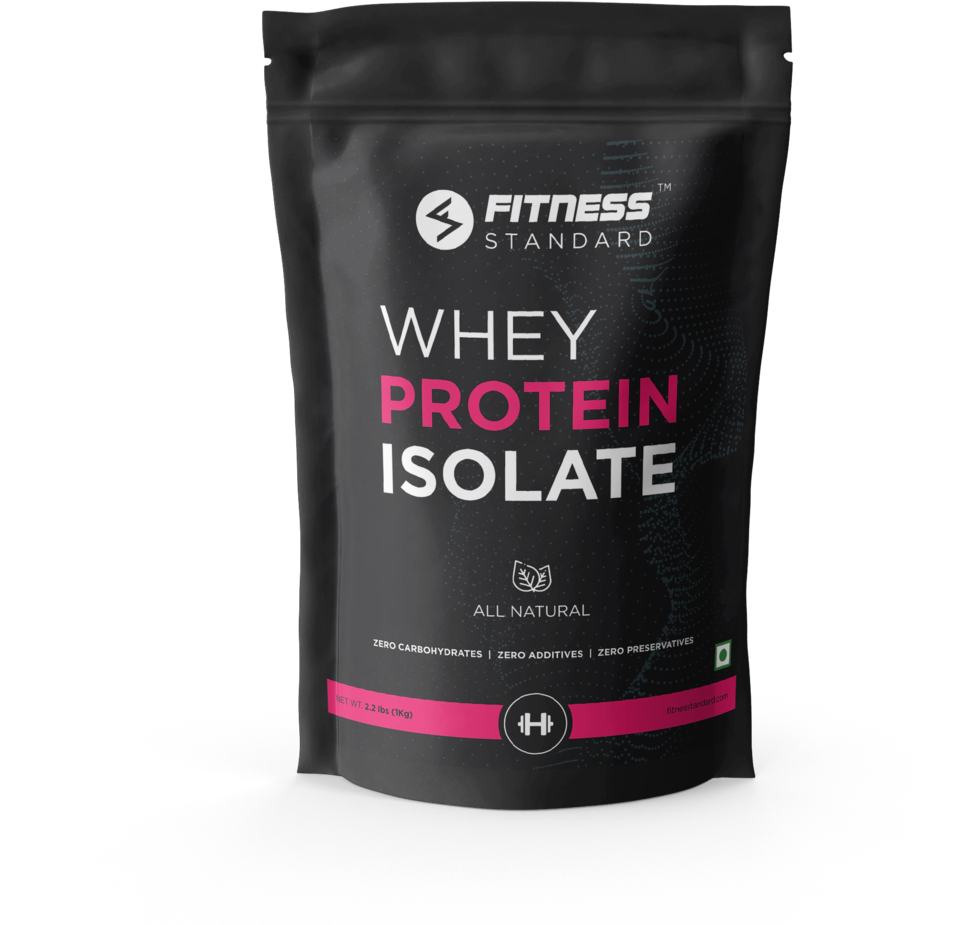 FITNESS™
STANDARD
WHEY
PROTEIN
ISOLATE
ALL NATURAL
ZERO CARBOHYDRATES | ZERO ADDITIVES | ZERO PRESERVATIVES
NET WT. 2.2 lbs (1Kg)
fitnesstandard.com